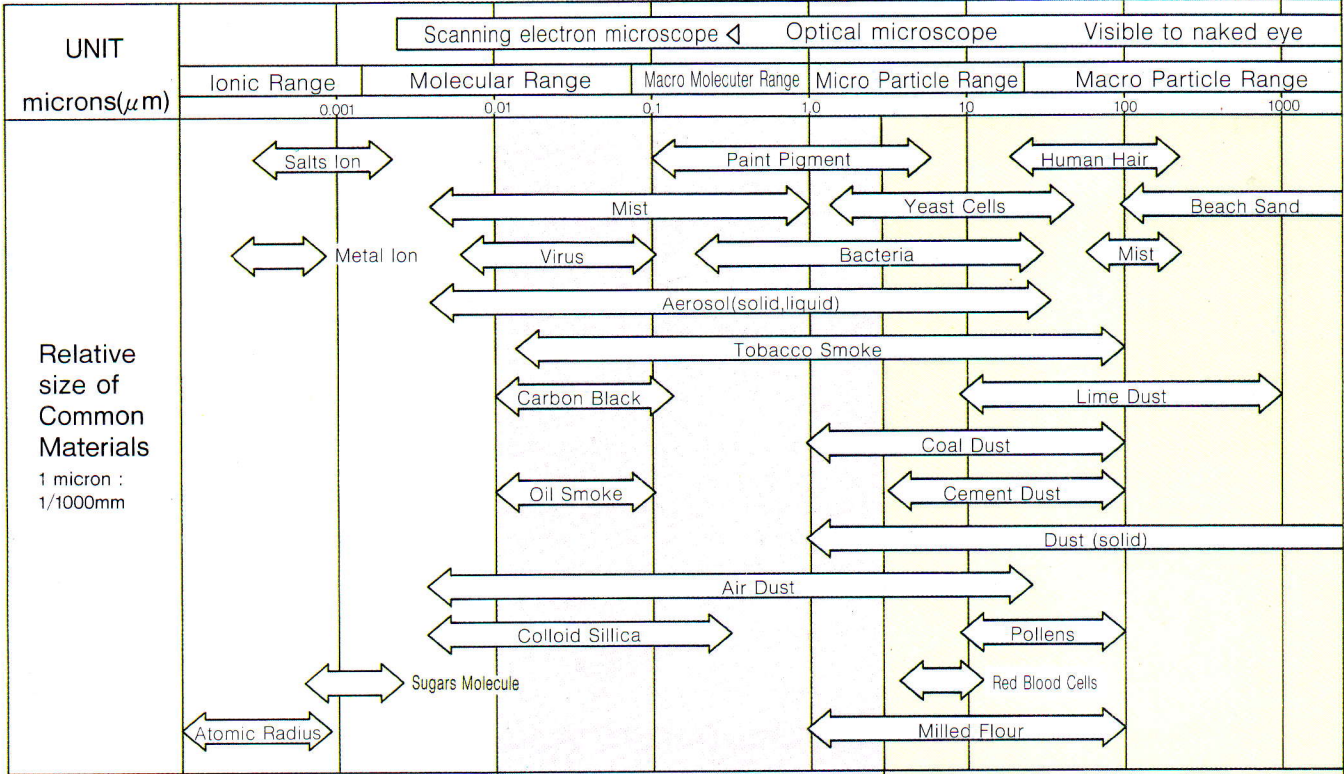 UNIT
microns(μm)
Scanning electron microscope ◁ Optical microscope Visible to naked eye
Ionic Range Molecular Range Macro Molecuter Range Micro Particle Range Macro Particle Range
0.001 0.01 0.1 1.0 10 100 1000
Relative
size of
Common
Materials
1 micron :
1/1000mm
Salts Ion Paint Pigment Human Hair
Mist Yeast Cells Beach Sand
Metal Ion Virus Bacteria Mist
Aerosol(solid,liquid)
Tobacco Smoke
Carbon Black Lime Dust
Coal Dust
Oil Smoke Cement Dust
Dust (solid)
Air Dust
Colloid Sillica Pollens
Sugars Molecule Red Blood Cells
Atomic Radius Milled Flour